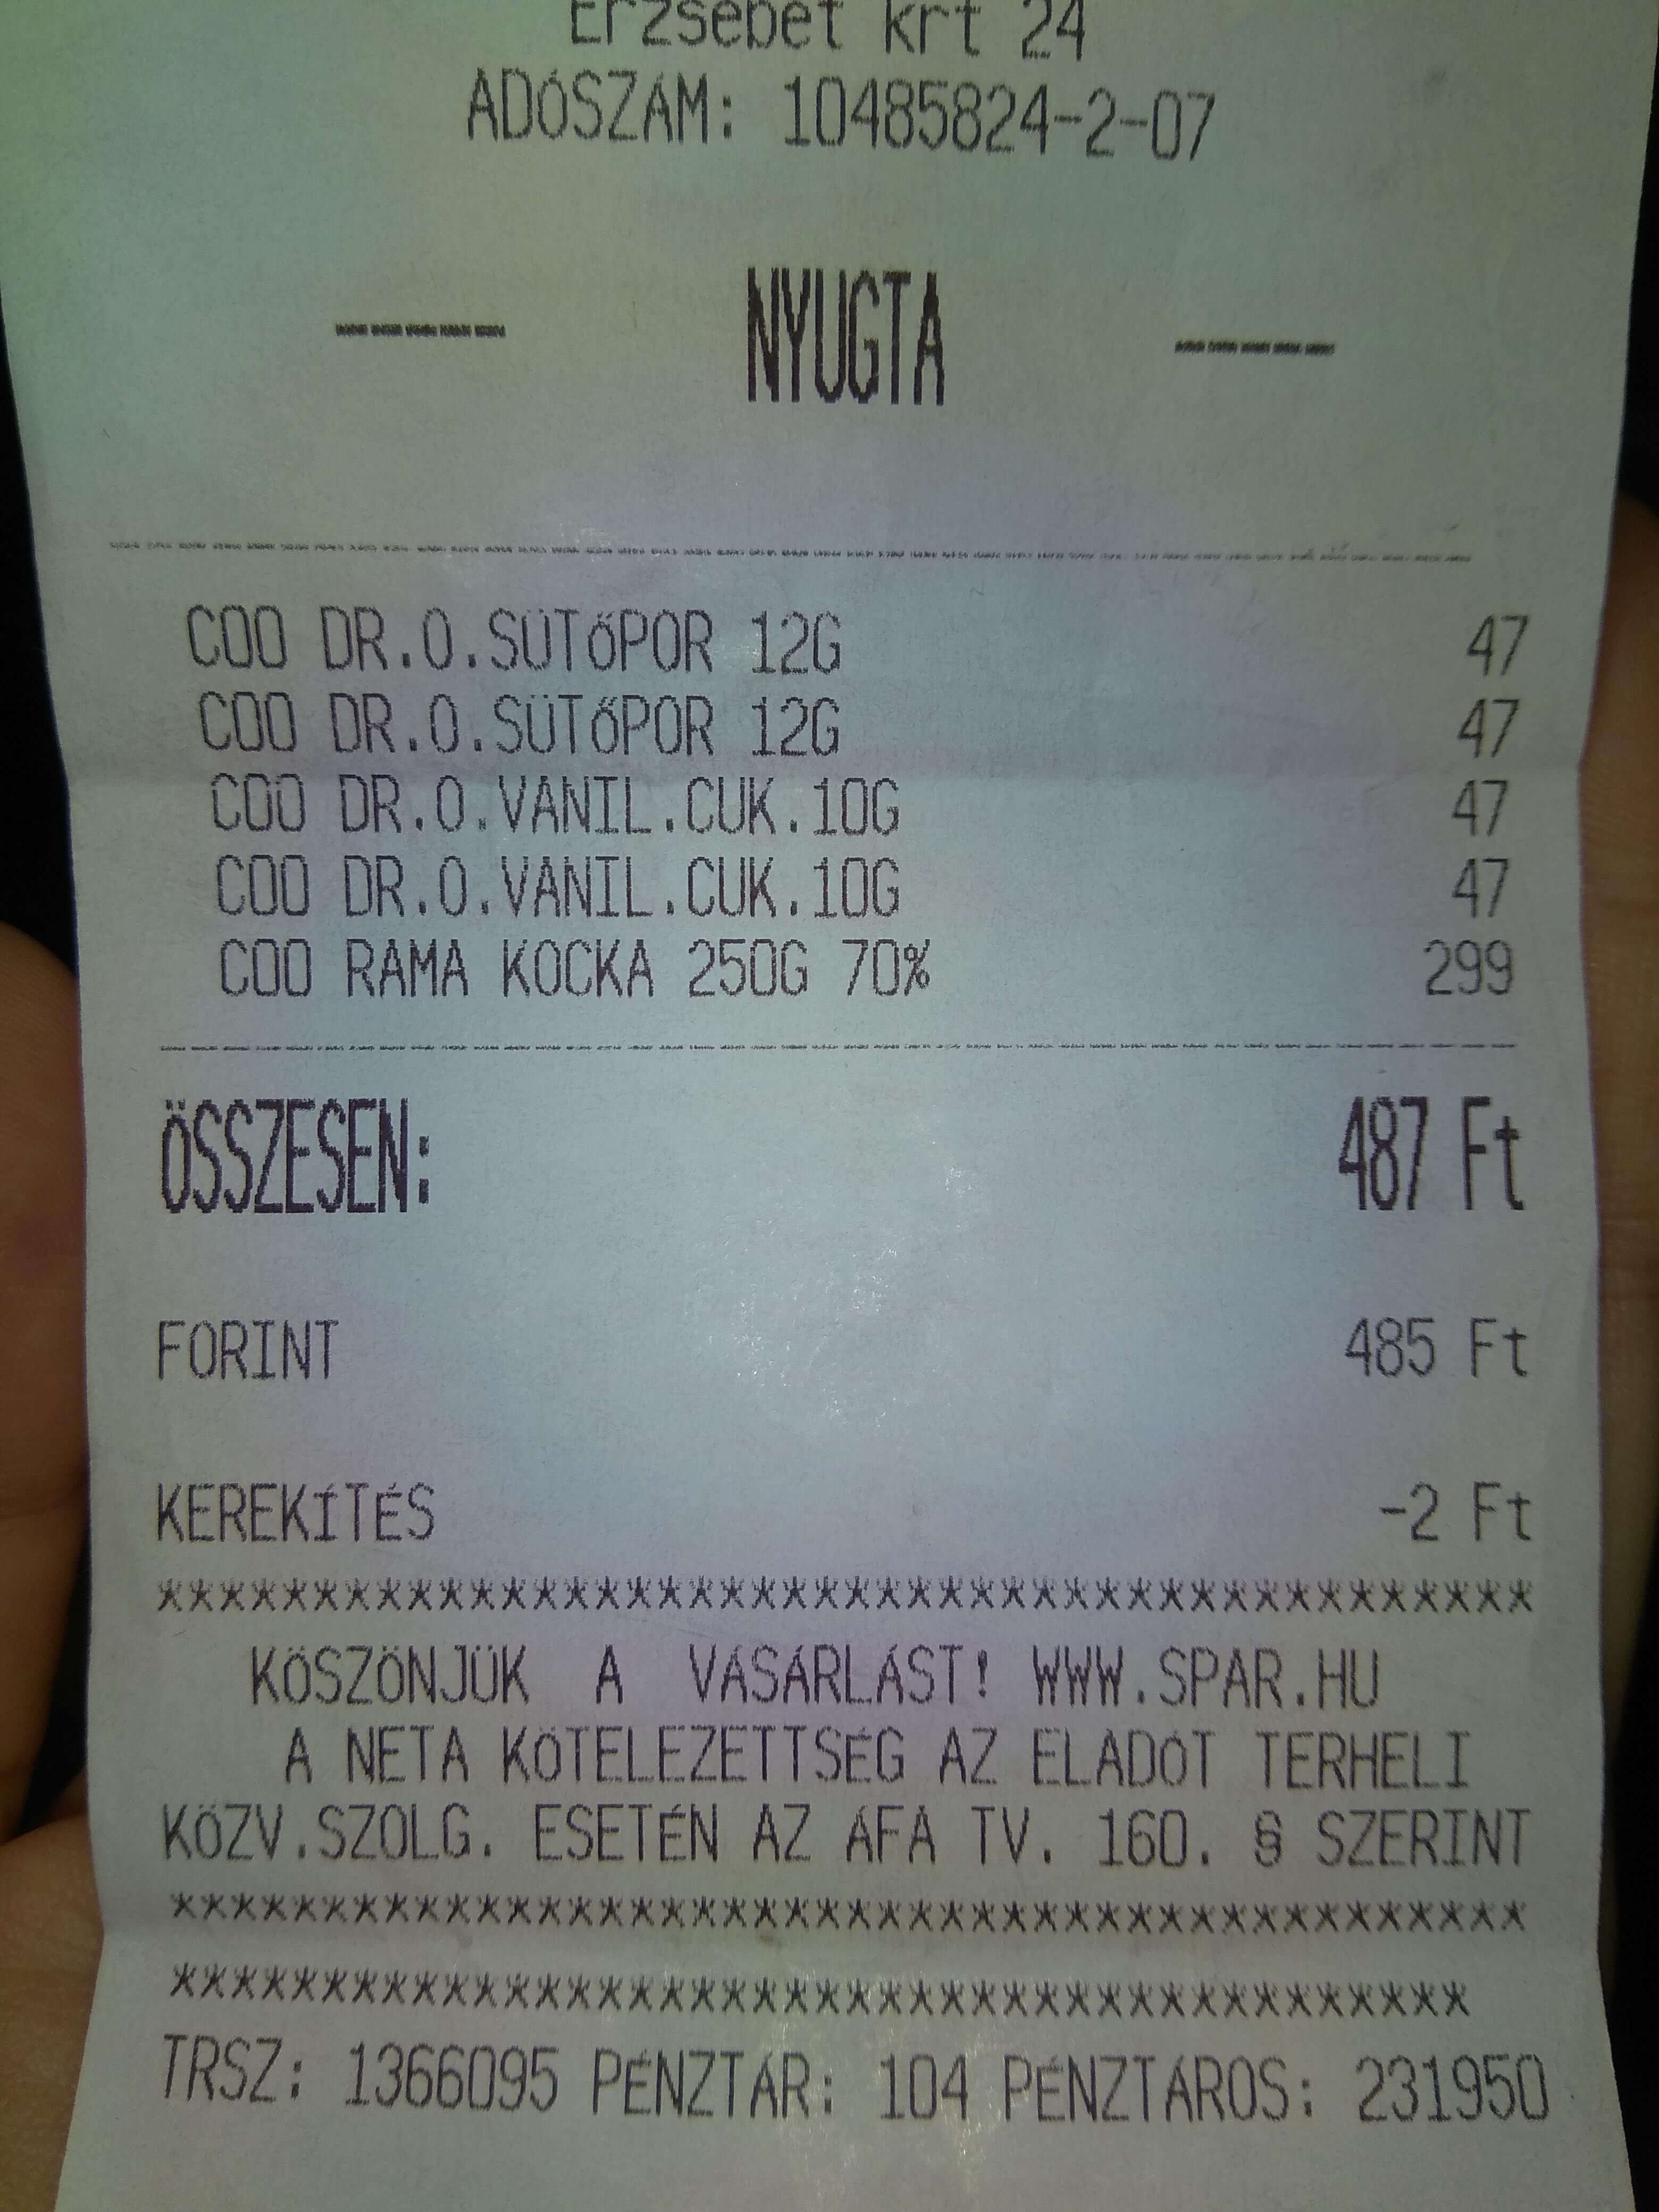 Erzsébet krt 24
ADÓSZÁM: 10485824-2-07
NYUGTA
C00 DR.O.SÜTŐPOR 12G 47
C00 DR.O.SÜTŐPOR 12G 47
C00 DR.O.VANIL.CUK.10G 47
C00 DR.O.VANIL.CUK.10G 47
C00 RAMA KOCKA 250G 70% 299
ÖSSZESEN: 487 Ft
FORINT 485 Ft
KEREKÍTÉS -2 Ft
********************************************
KÖSZÖNJÜK A VÁSÁRLÁST! WWW.SPAR.HU
A NETA KÖTELEZETTSÉG AZ ELADÓT TERHELI
KÖZV.SZOLG. ESETÉN AZ ÁFA TV. 160. § SZERINT
********************************************
******************************************
TRSZ: 1366095 PÉNZTÁR: 104 PÉNZTÁROS: 231950